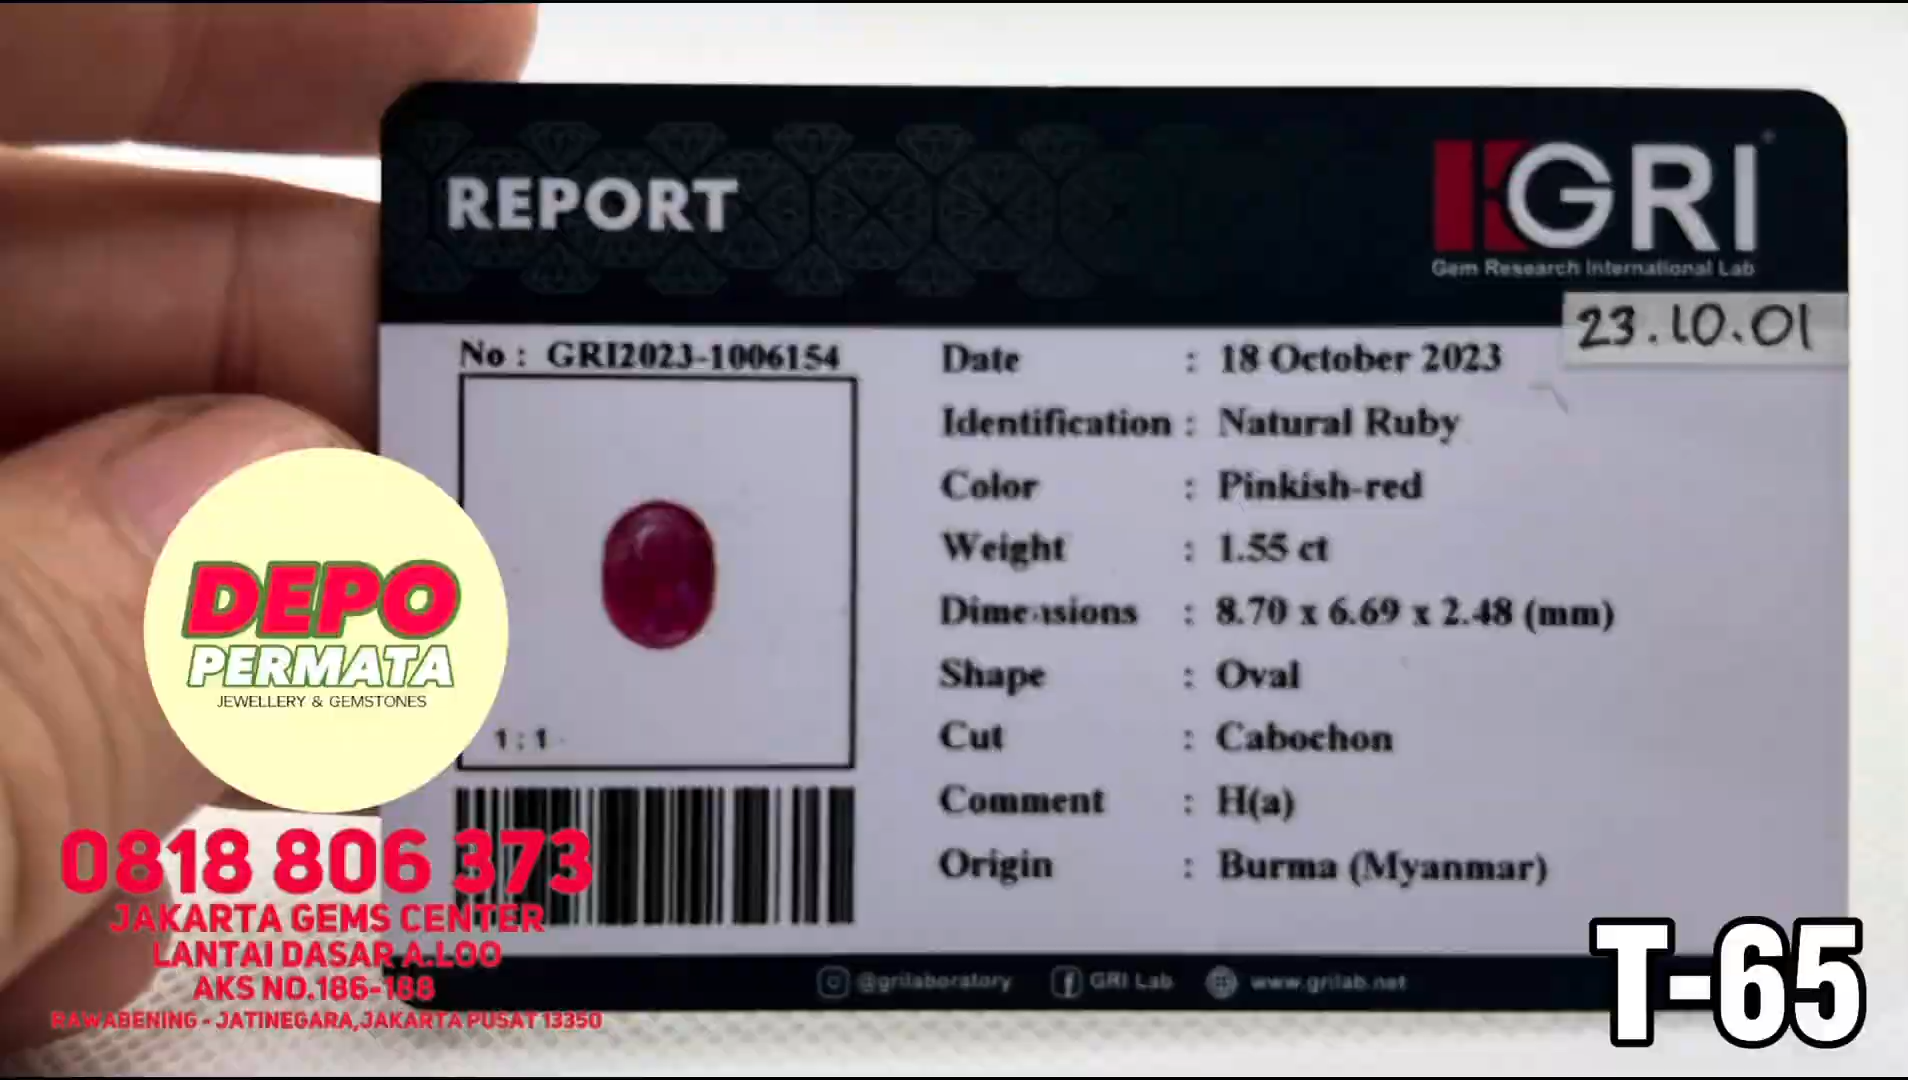 REPORT
GRI
Gem Research International Lab
23.10.01
No : GRI2023-1006154
1 : 1
Date : 18 October 2023
Identification : Natural Ruby
Color : Pinkish-red
Weight : 1.55 ct
Dimensions : 8.70 x 6.69 x 2.48 (mm)
Shape : Oval
Cut : Cabochon
Comment : H(a)
Origin : Burma (Myanmar)
@grilaboratory GRI Lab www.grilab.net
DEPO
PERMATA
JEWELLERY & GEMSTONES
0818 806 373
JAKARTA GEMS CENTER
LANTAI DASAR A.LOO
AKS NO.186-188
RAWABENING - JATINEGARA,JAKARTA PUSAT 13350
T-65